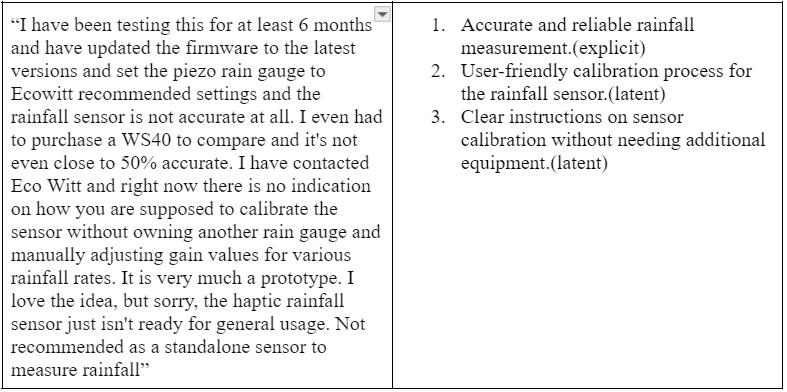 “I have been testing this for at least 6 months
and have updated the firmware to the latest
versions and set the piezo rain gauge to
Ecowitt recommended settings and the
rainfall sensor is not accurate at all. I even had
to purchase a WS40 to compare and it's not
even close to 50% accurate. I have contacted
Eco Witt and right now there is no indication
on how you are supposed to calibrate the
sensor without owning another rain gauge and
manually adjusting gain values for various
rainfall rates. It is very much a prototype. I
love the idea, but sorry, the haptic rainfall
sensor just isn't ready for general usage. Not
recommended as a standalone sensor to
measure rainfall”
1. Accurate and reliable rainfall
measurement.(explicit)
2. User-friendly calibration process for
the rainfall sensor.(latent)
3. Clear instructions on sensor
calibration without needing additional
equipment.(latent)